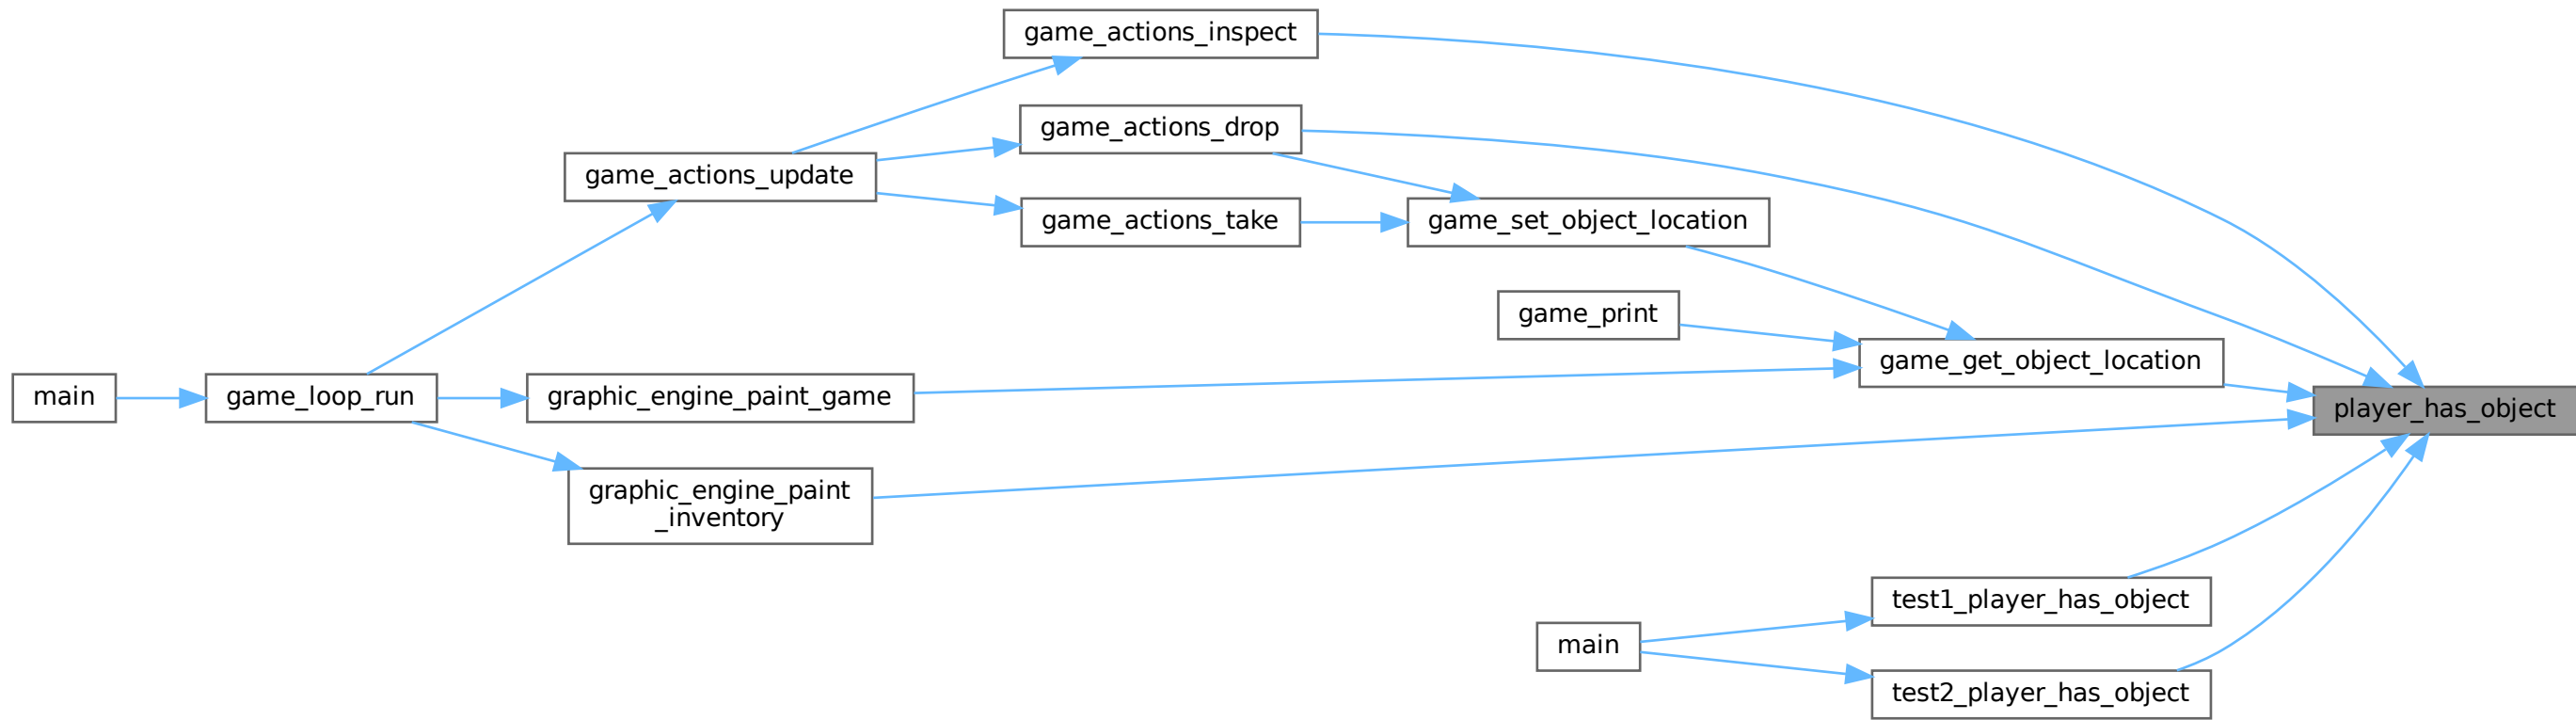 game_actions_inspect
game_actions_drop
game_actions_update
game_actions_take
game_set_object_location
game_print
game_get_object_location
main
game_loop_run
graphic_engine_paint_game
player_has_object
graphic_engine_paint
_inventory
test1_player_has_object
main
test2_player_has_object